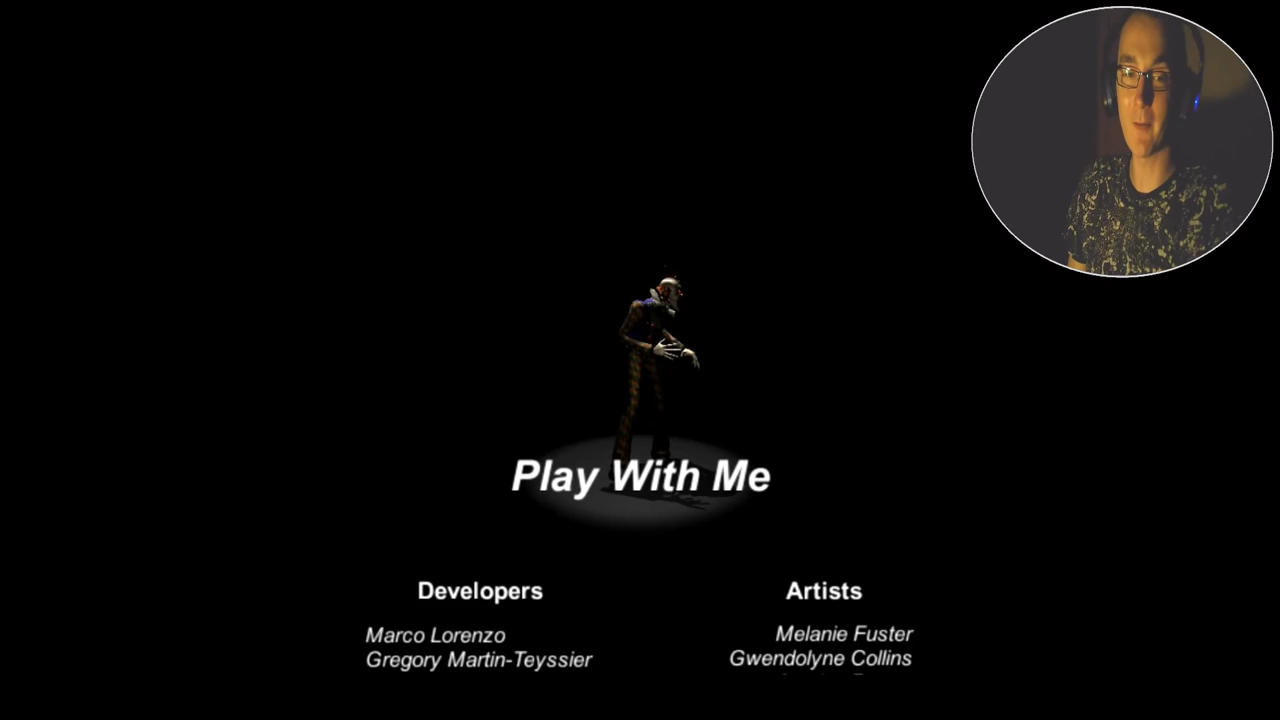 Play With Me
Developers
Artists
Marco Lorenzo
Melanie Fuster
Gregory Martin-Teyssier
Gwendolyne Collins